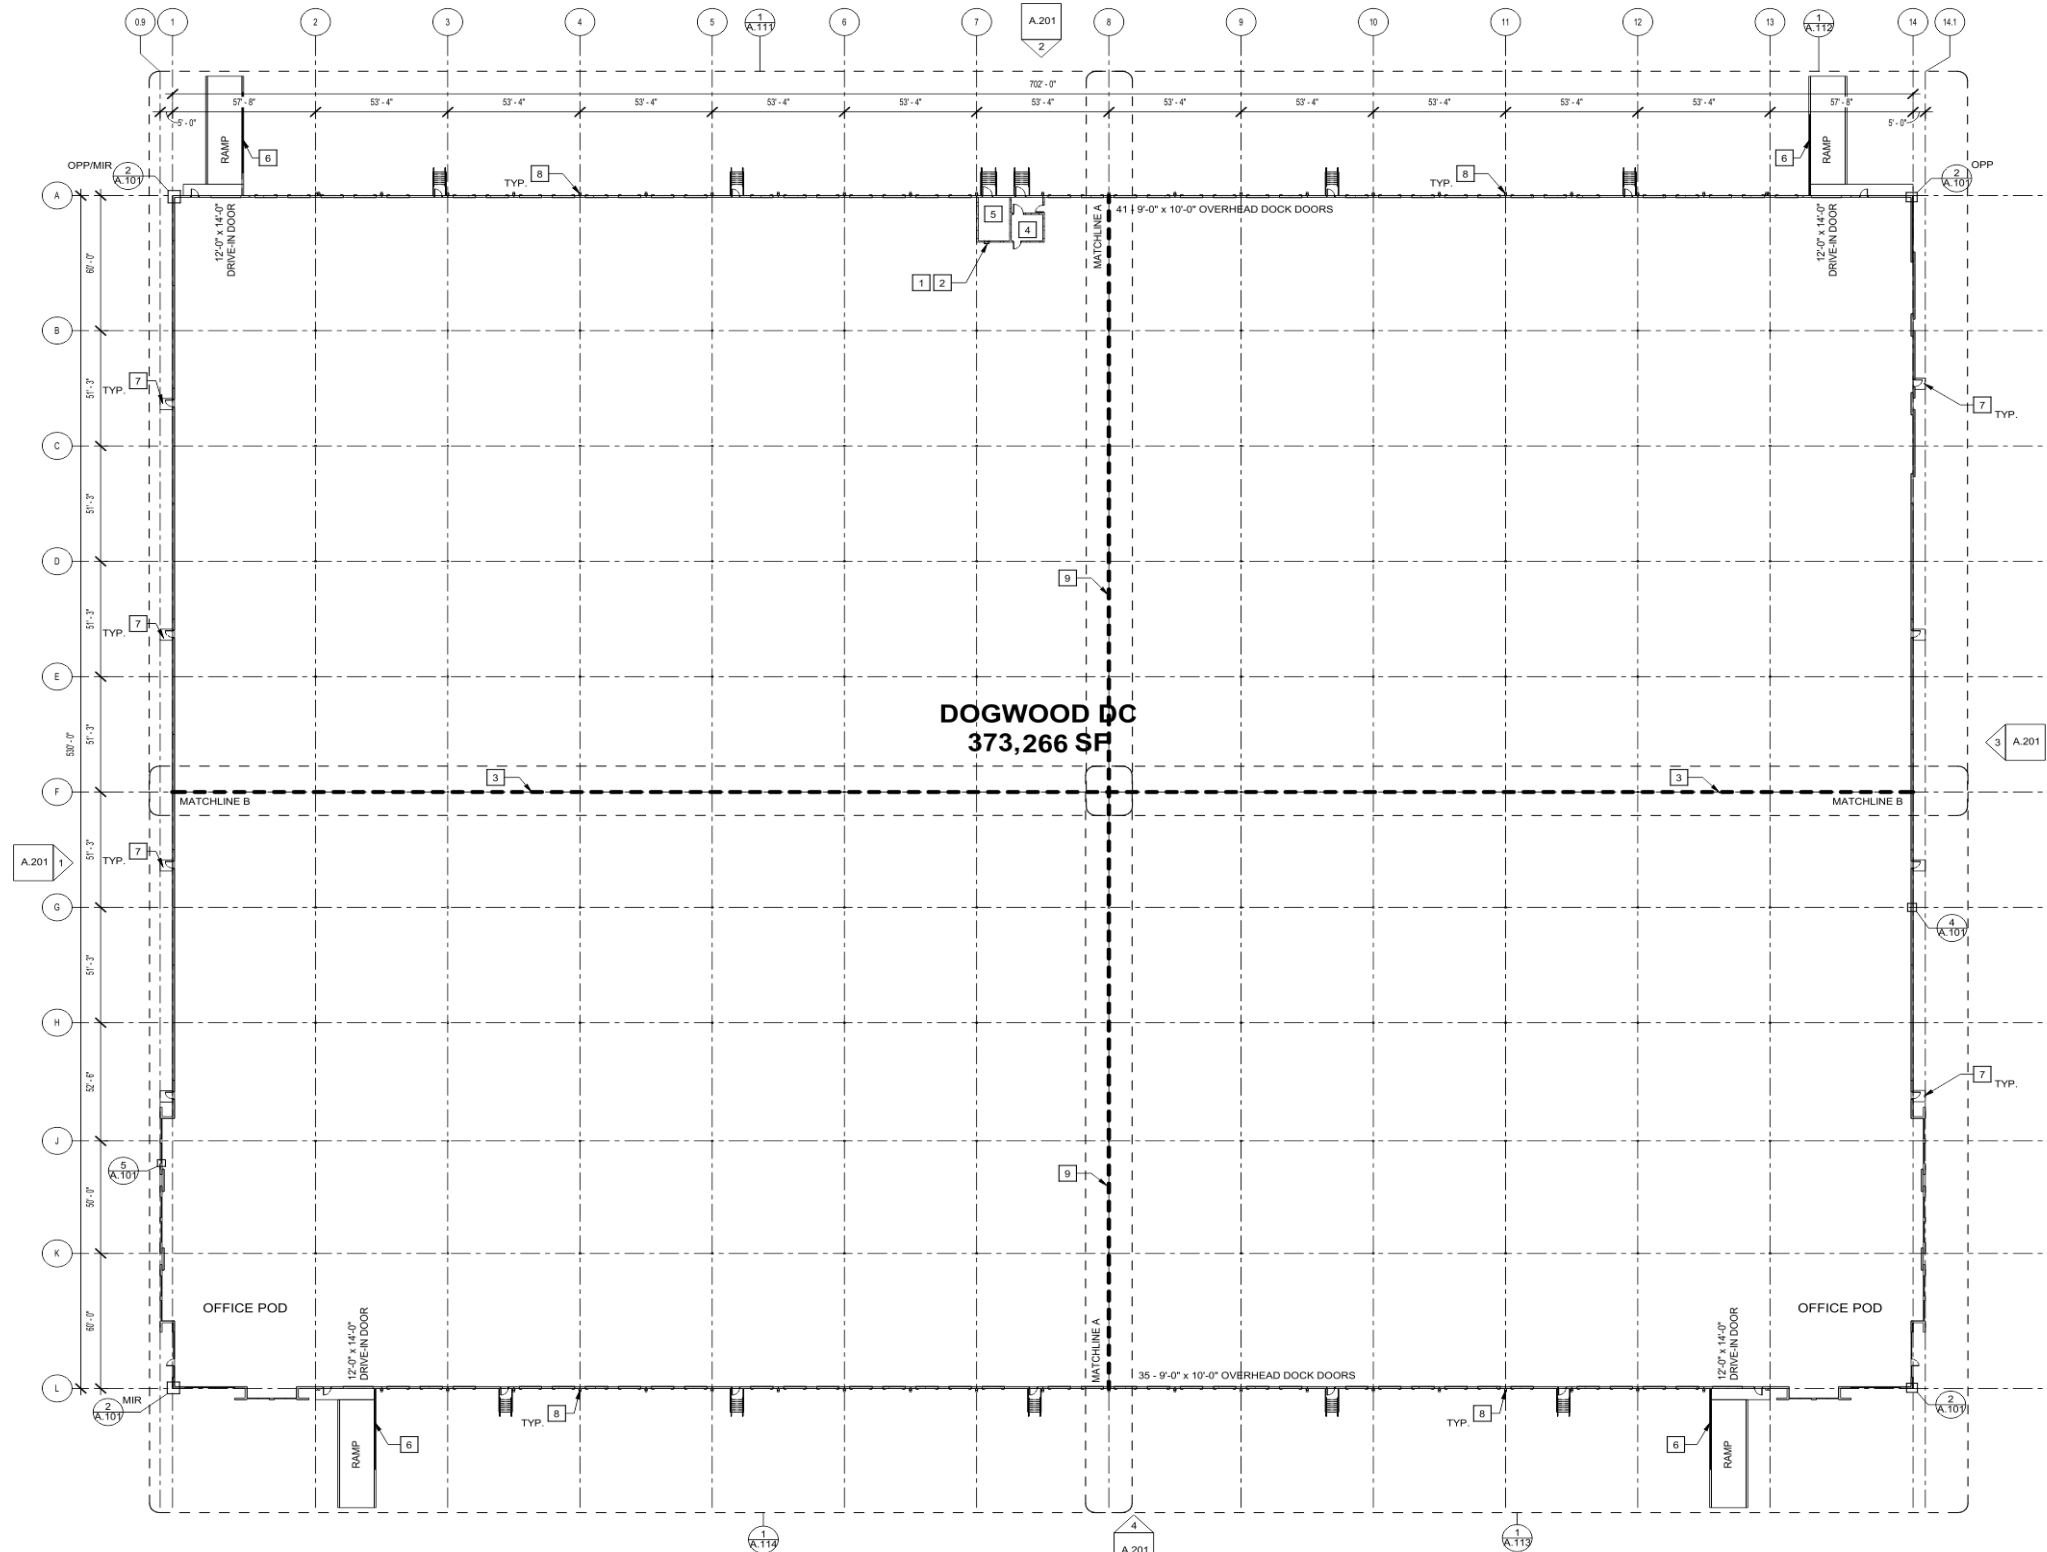 0.9 1 2 3 4 5 1 A.111 6 7 A.201 2 8 9 10 11 12 13 1 A.112 14 14.1
702' - 0"
57' - 8" 53' - 4" 53' - 4" 53' - 4" 53' - 4" 53' - 4" 53' - 4" 53' - 4" 53' - 4" 53' - 4" 53' - 4" 53' - 4" 57' - 8"
5' - 0" 5' - 0"
RAMP 6 6 RAMP
OPP/MIR 2 A.101 TYP. 8 TYP. 8 OPP 2 A.101
A
12'-0" x 14'-0"
DRIVE-IN DOOR
5 4
MATCHLINE A
41 - 9'-0" x 10'-0" OVERHEAD DOCK DOORS
12'-0" x 14'-0"
DRIVE-IN DOOR
60' - 0"
1 2
B
51' - 3" TYP. 7 7 TYP.
C
51' - 3"
D
9
51' - 3" TYP. 7
E
DOGWOOD DC
373,266 SF
51' - 3"
530' - 0"
3 A.201
3 3
F
MATCHLINE B MATCHLINE B
51' - 3" TYP. 7
A.201 1
G
4 A.101
51' - 3"
H
52' - 6" 7 TYP.
J
5 A.101 9
50' - 0"
K
OFFICE POD OFFICE POD
60' - 0"
12'-0" x 14'-0"
DRIVE-IN DOOR
MATCHLINE A
12'-0" x 14'-0"
DRIVE-IN DOOR
35 - 9'-0" x 10'-0" OVERHEAD DOCK DOORS
L
MIR 2 A.101 TYP. 8 TYP. 8 2 A.101
RAMP 6 6 RAMP
1 A.114 4 A.201 1 A.113